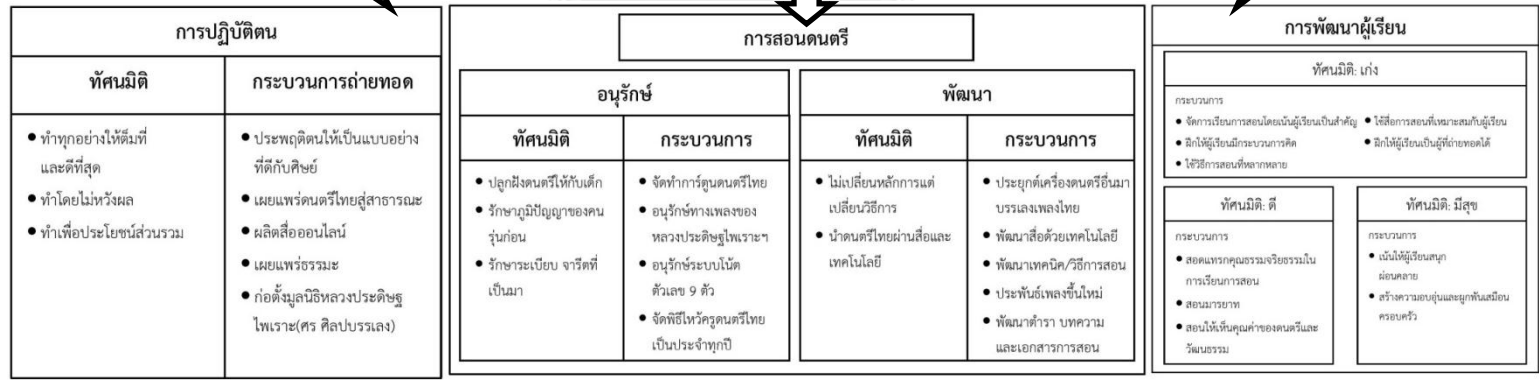 การปฏิบัติตน
ทัศนมิติ
กระบวนการถ่ายทอด
● ทำทุกอย่างให้ตึมที่
และดีที่สุด
● ทำโดยไม่หวังผล
● ทำเพื่อประโยชน์ส่วนรวม
● ประพฤติตนให้เป็นแบบอย่าง
ที่ดีกับศิษย์
● เผยแพร่ดนตรีไทยสู่สาธารณะ
● ผลิตสื่อออนไลน์
● เผยแพร่ธรรมะ
● ก่อตั้งมูลนิธิหลวงประดิษฐ
ไพเราะ(ศร ศิลปบรรเลง)
การสอนดนตรี
อนุรักษ์
ทัศนมิติ
กระบวนการ
● ปลูกฝังดนตรีให้กับเด็ก
● รักษาภูมิปัญญาของคน
รุ่นก่อน
● รักษาระเบียบ จารีตที่
เป็นมา
● จัดทำการ์ตูนดนตรีไทย
● อนุรักษ์ทางเพลงของ
หลวงประดิษฐไพเราะฯ
● อนุรักษ์ระบบโน้ต
ตัวเลข 9 ตัว
● จัดพิธีไหว้ครูดนตรีไทย
เป็นประจำทุกปี
พัฒนา
ทัศนมิติ
กระบวนการ
● ไม่เปลี่ยนหลักการแต่
เปลี่ยนวิธีการ
● นำดนตรีไทยผ่านสื่อและ
เทคโนโลยี
● ประยุกต์เครื่องดนตรีอื่นมา
บรรเลงเพลงไทย
● พัฒนาสื่อด้วยเทคโนโลยี
● พัฒนาเทคนิค/วิธีการสอน
● ประพันธ์เพลงขึ้นใหม่
● พัฒนาตำรา บทความ
และเอกสารการสอน
การพัฒนาผู้เรียน
ทัศนมิติ: เก่ง
กระบวนการ
● จัดการเรียนการสอนโดยเน้นผู้เรียนเป็นสำคัญ ● ใช้สื่อการสอนที่เหมาะสมกับผู้เรียน
● ฝึกให้ผู้เรียนมีกระบวนการคิด ● ฝึกให้ผู้เรียนเป็นผู้ที่ถ่ายทอดได้
● ใช้วิธีการสอนที่หลากหลาย
ทัศนมิติ: ดี
กระบวนการ
● สอดแทรกคุณธรรมจริยธรรมใน
การเรียนการสอน
● สอนมารยาท
● สอนให้เห็นคุณค่าของดนตรีและ
วัฒนธรรม
ทัศนมิติ: มีสุข
กระบวนการ
● เน้นให้ผู้เรียนสนุก
ผ่อนคลาย
● สร้างความอบอุ่นและผูกพันเสมือน
ครอบครัว